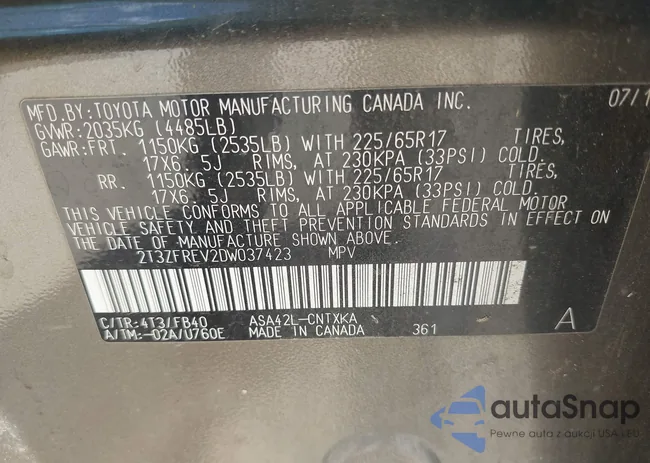 MFD.BY:TOYOTA MOTOR MANUFACTURING CANADA INC. 07/1
GVWR:2035KG (4485LB)
GAWR:FRT. 1150KG (2535LB) WITH 225/65R17 TIRES,
17X6.5J RIMS, AT 230KPA (33PSI) COLD.
RR. 1150KG (2535LB) WITH 225/65R17 TIRES,
17X6.5J RIMS, AT 230KPA (33PSI) COLD.
THIS VEHICLE CONFORMS TO ALL APPLICABLE FEDERAL MOTOR
VEHICLE SAFETY AND THEFT PREVENTION STANDARDS IN EFFECT ON
THE DATE OF MANUFACTURE SHOWN ABOVE.
2T3ZFREV2DW037423 MPV
C/TR:4T3/FB40 ASA42L-CNTXKA
A/TM:-02A/U760E MADE IN CANADA 361 A
autoSnap
Pewne auta z aukcji USA i EU